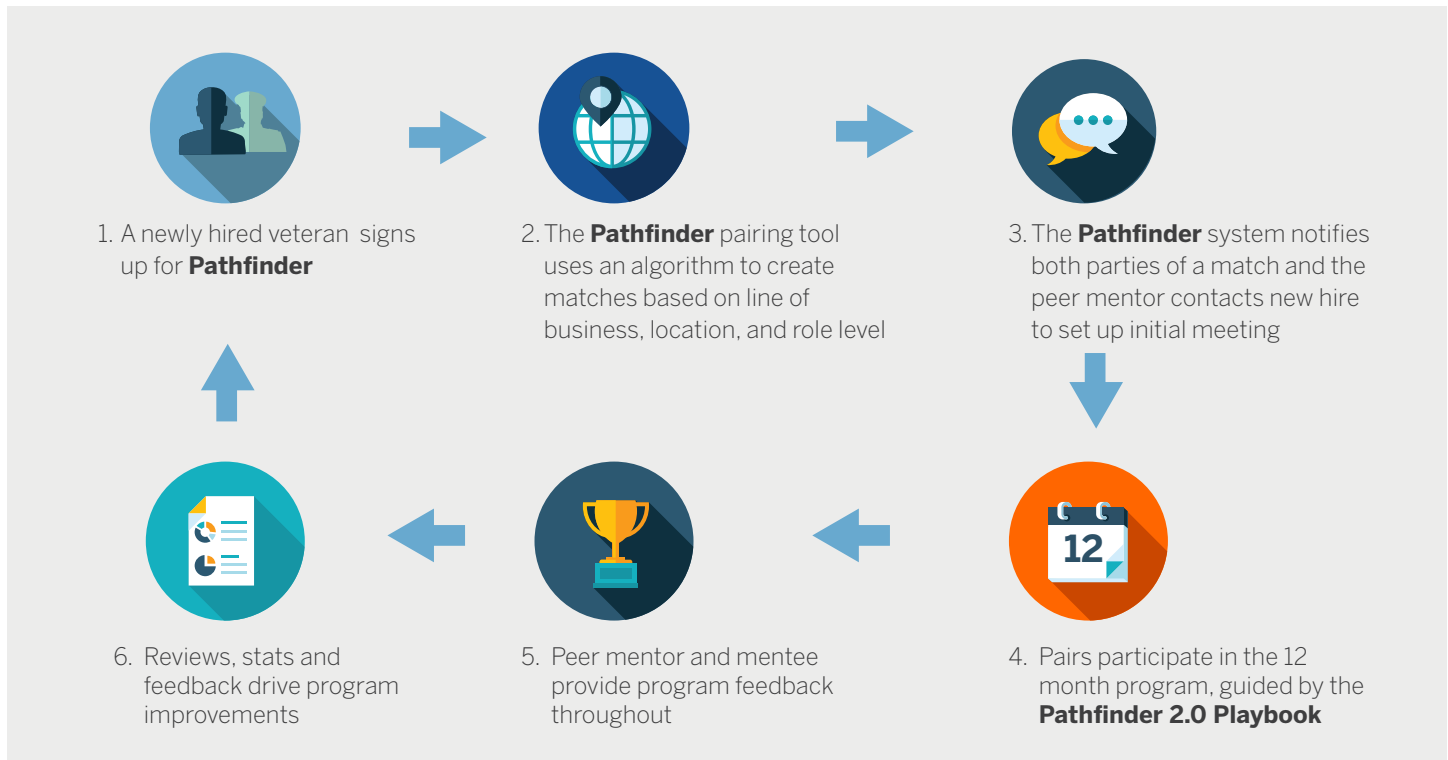 1. A newly hired veteran signs
up for Pathfinder
2. The Pathfinder pairing tool
uses an algorithm to create
matches based on line of
business, location, and role level
3. The Pathfinder system notifies
both parties of a match and the
peer mentor contacts new hire
to set up initial meeting
12
4. Pairs participate in the 12
month program, guided by the
Pathfinder 2.0 Playbook
5. Peer mentor and mentee
provide program feedback
throughout
6. Reviews, stats and
feedback drive program
improvements